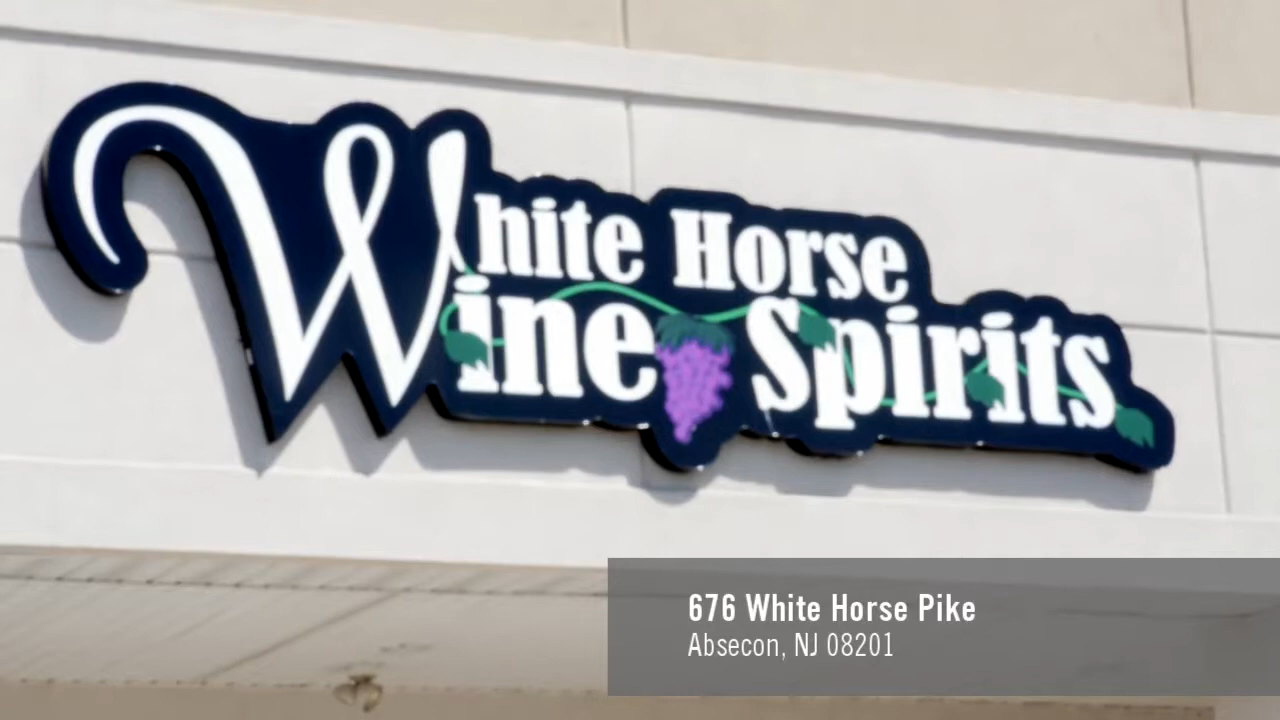 White Horse
Wine Spirits
676 White Horse Pike
Absecon, NJ 08201